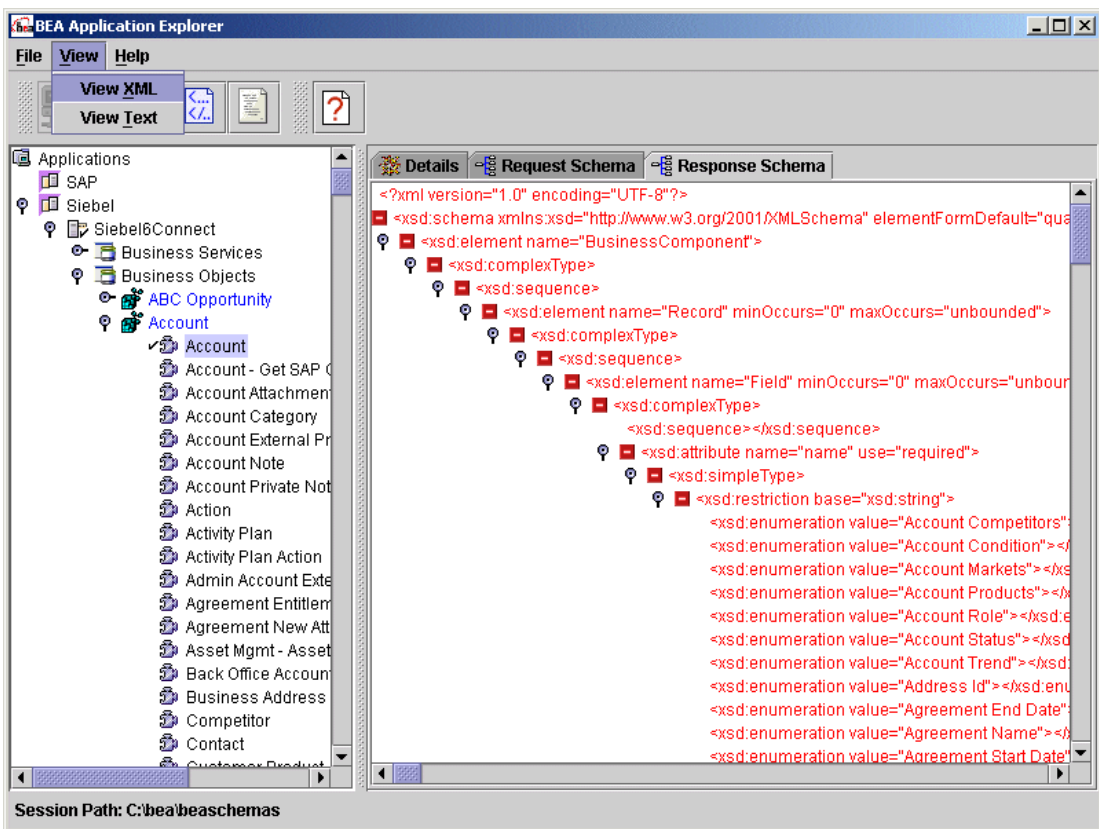 BEA Application Explorer
File View Help
View XML
View Text
Applications
SAP
Siebel
Siebel6Connect
Business Services
Business Objects
ABC Opportunity
Account
Account
Account - Get SAP
Account Attachment
Account Category
Account External Pr
Account Note
Account Private Not
Action
Activity Plan
Activity Plan Action
Admin Account Exte
Agreement Entitlem
Agreement New Att
Asset Mgmt - Asset
Back Office Account
Business Address
Competitor
Contact
Customer Product
Details Request Schema Response Schema
<?xml version="1.0" encoding="UTF-8"?>
<xsd:schema xmlns:xsd="http://www.w3.org/2001/XMLSchema" elementFormDefault="qua
<xsd:element name="BusinessComponent">
<xsd:complexType>
<xsd:sequence>
<xsd:element name="Record" minOccurs="0" maxOccurs="unbounded">
<xsd:complexType>
<xsd:sequence>
<xsd:element name="Field" minOccurs="0" maxOccurs="unbour
<xsd:complexType>
<xsd:sequence></xsd:sequence>
<xsd:attribute name="name" use="required">
<xsd:simpleType>
<xsd:restriction base="xsd:string">
<xsd:enumeration value="Account Competitors">
<xsd:enumeration value="Account Condition"></
<xsd:enumeration value="Account Markets"></xs
<xsd:enumeration value="Account Products"></x
<xsd:enumeration value="Account Role"></xsd:e
<xsd:enumeration value="Account Status"></xsd
<xsd:enumeration value="Account Trend"></xsd:
<xsd:enumeration value="Address Id"></xsd:enu
<xsd:enumeration value="Agreement End Date">
<xsd:enumeration value="Agreement Name"></x
<xsd:enumeration value="Agreement Start Date"
Session Path: C:\bea\beaschemas